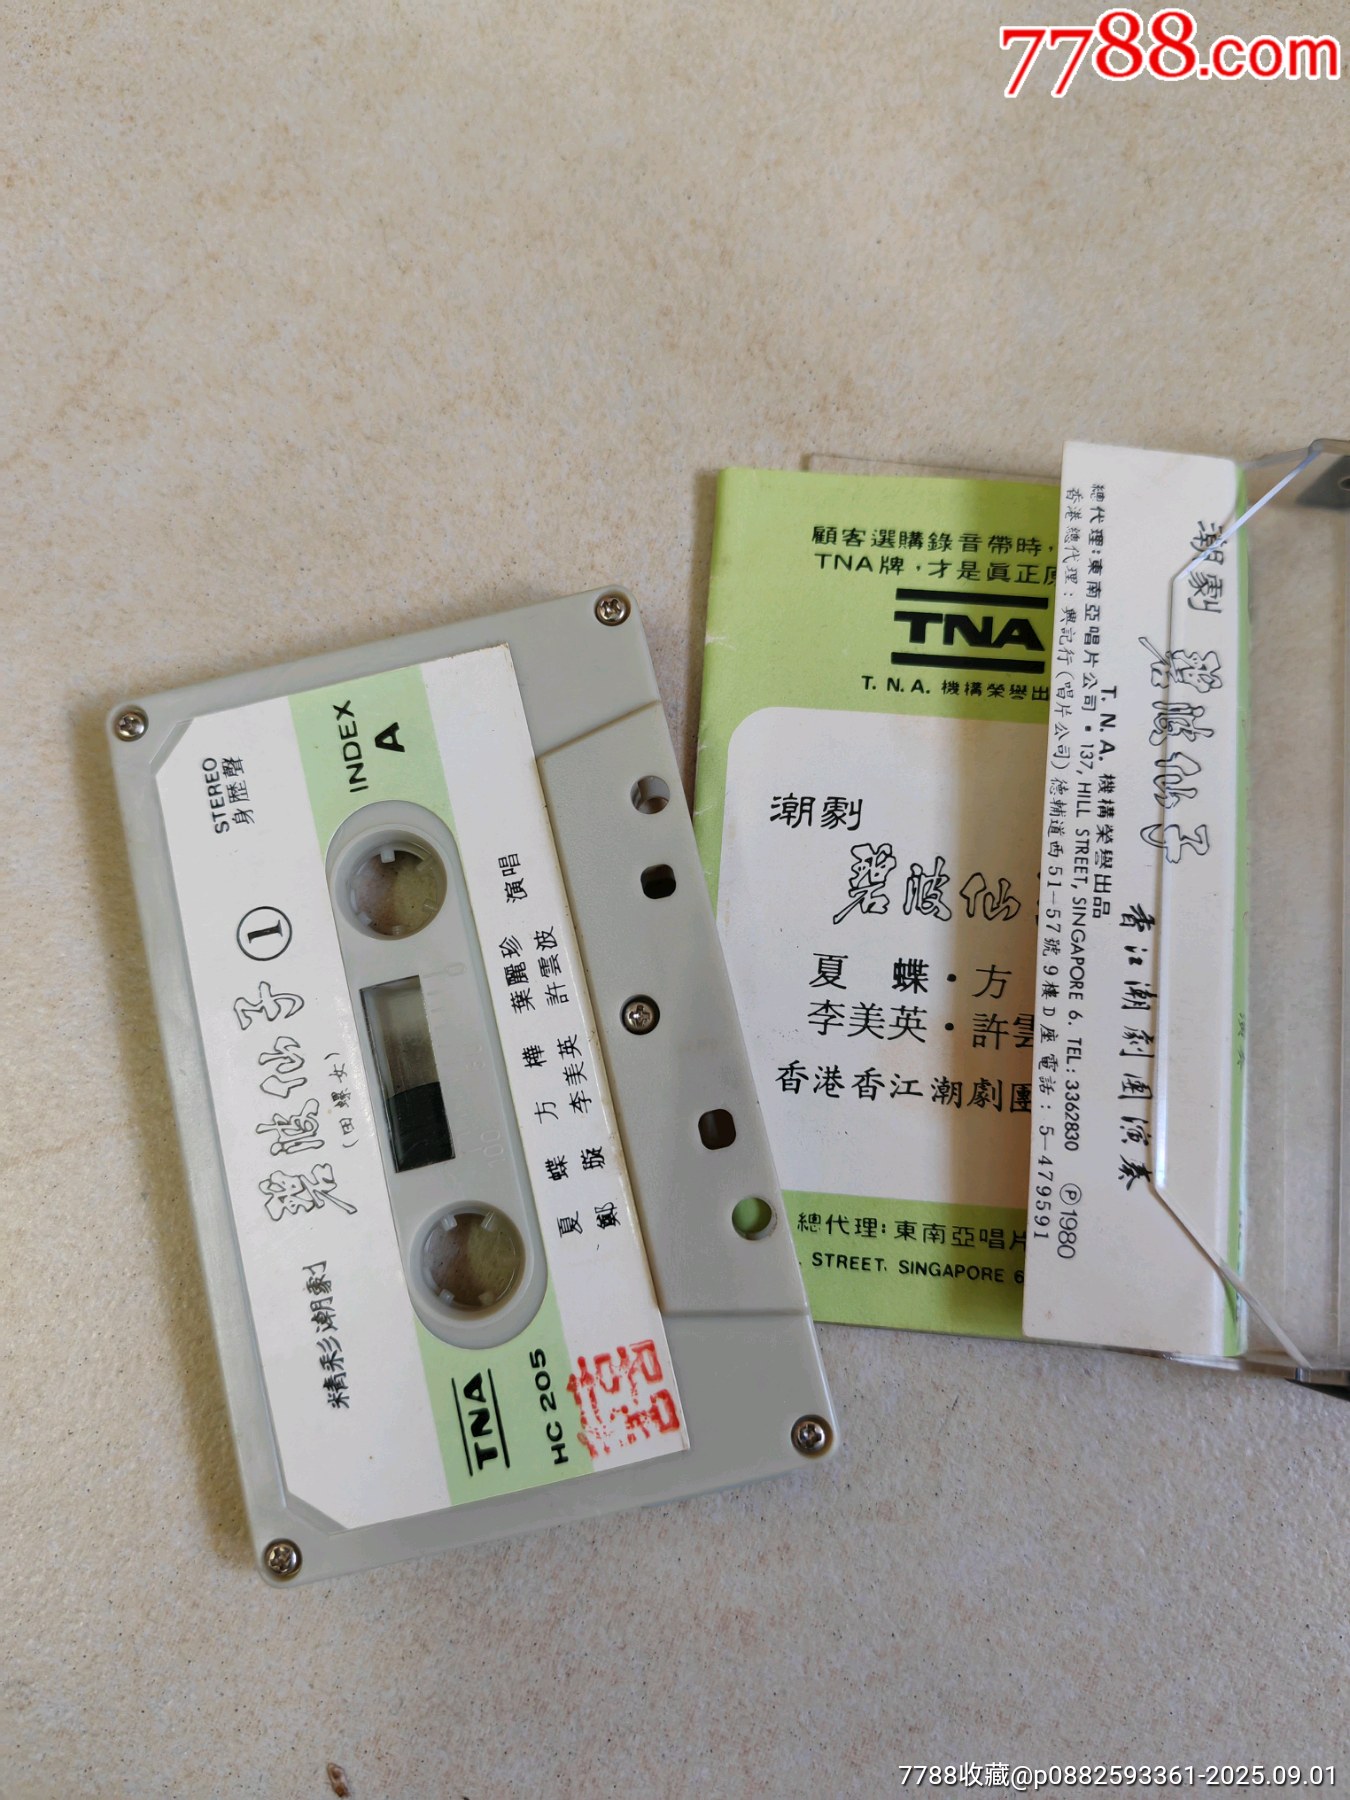 7788.com
STEREO
身歷聲
INDEX
A
精彩潮劇
碧波仙子 ①
(田螺女)
夏蝶 方樺 葉麗珍 演唱
鄭璇 李美英 許雲波
TNA
HC 205
顧客選購錄音帶時,
TNA牌,才是眞正
TNA
T. N. A. 機構榮譽出
潮劇
碧波仙
夏 蝶·方
李美英·許雲
香港香江潮劇團
總代理:東南亞唱片
STREET, SINGAPORE 6
潮劇 碧波仙子 香江潮劇團演奏
T. N. A. 機構榮譽出品
總代理:東南亞唱片公司•137, HILL STREET, SINGAPORE 6. TEL:3362830 ℗1980
香港總代理:興記行(唱片公司)德輔道西51-57號9樓D座電話:5-479591
7788收藏@p0882593361-2025.09.01